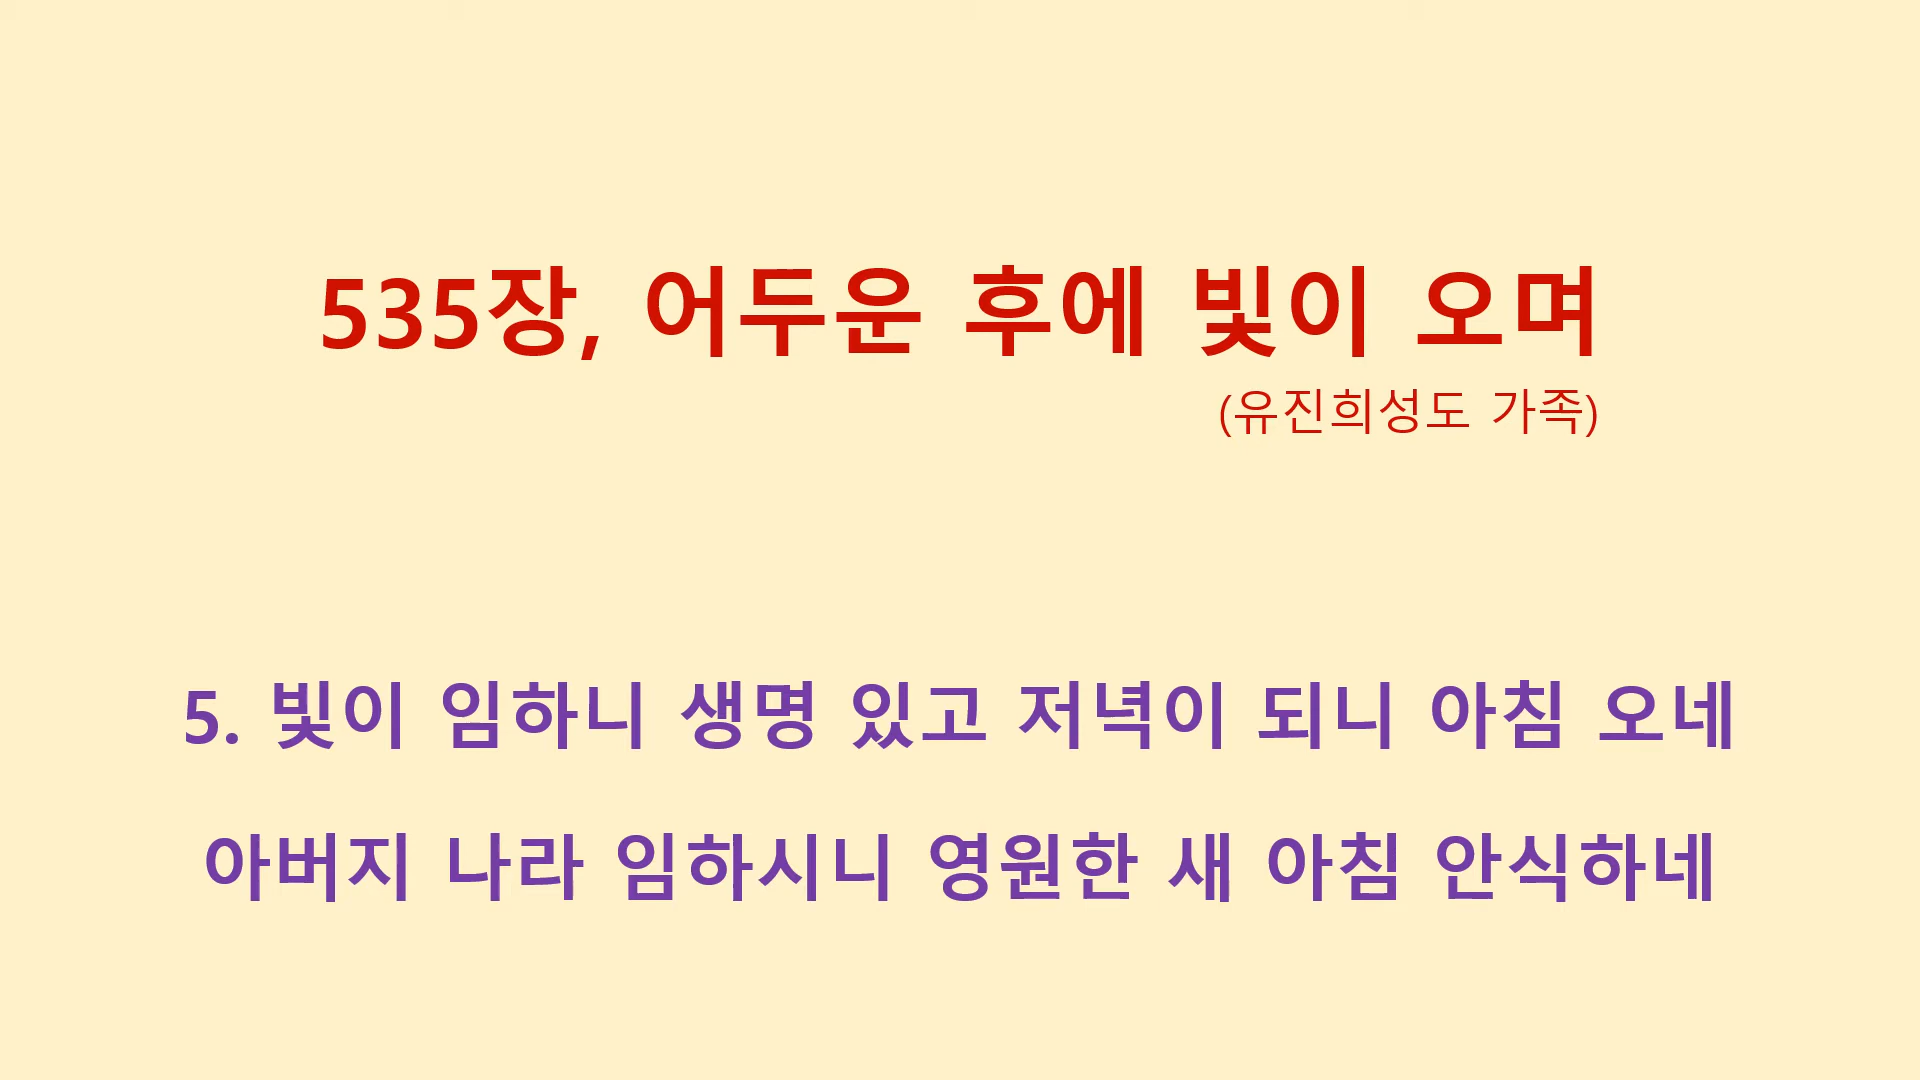 535장, 어두운 후에 빛이 오며
(유진희성도 가족)
5. 빛이 임하니 생명 있고 저녁이 되니 아침 오네
아버지 나라 임하시니 영원한 새 아침 안식하네